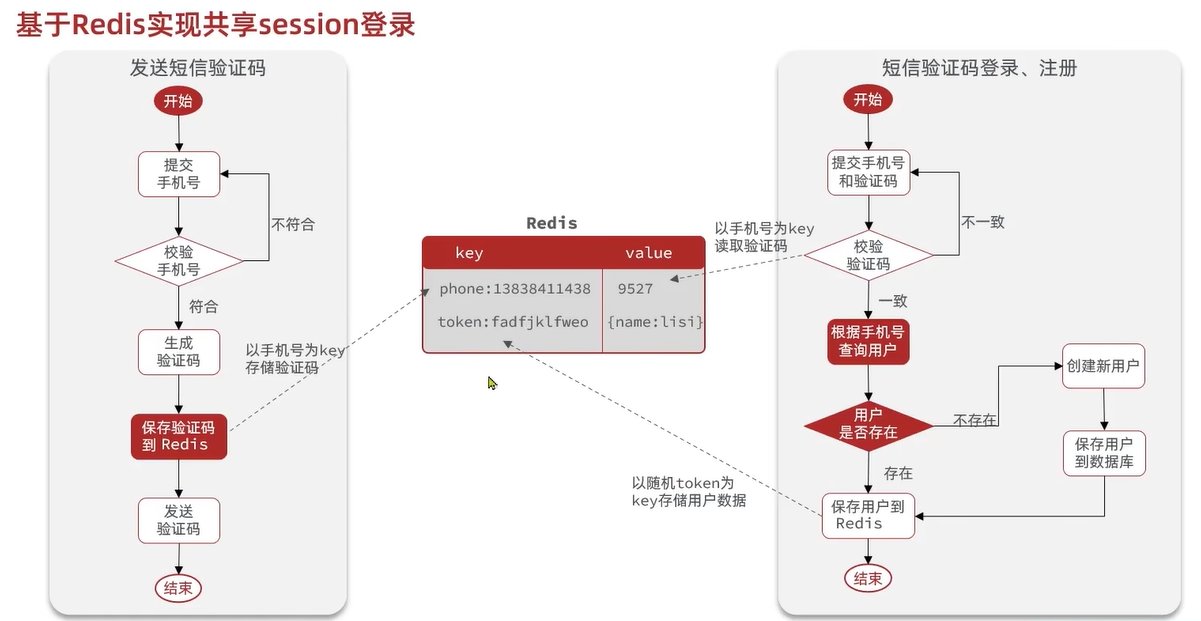 基于Redis实现共享session登录
发送短信验证码
开始
提交
手机号
不符合
校验
手机号
符合
生成
验证码
以手机号为key
存储验证码
保存验证码
到 Redis
发送
验证码
结束
Redis
key value
phone:13838411438 9527
token:fadfjklfweo {name:lisi}
以手机号为key
读取验证码
以随机token为
key存储用户数据
短信验证码登录、注册
开始
提交手机号
和验证码
不一致
校验
验证码
一致
根据手机号
查询用户
用户
是否存在
不存在
创建新用户
保存用户
到数据库
存在
保存用户到
Redis
结束